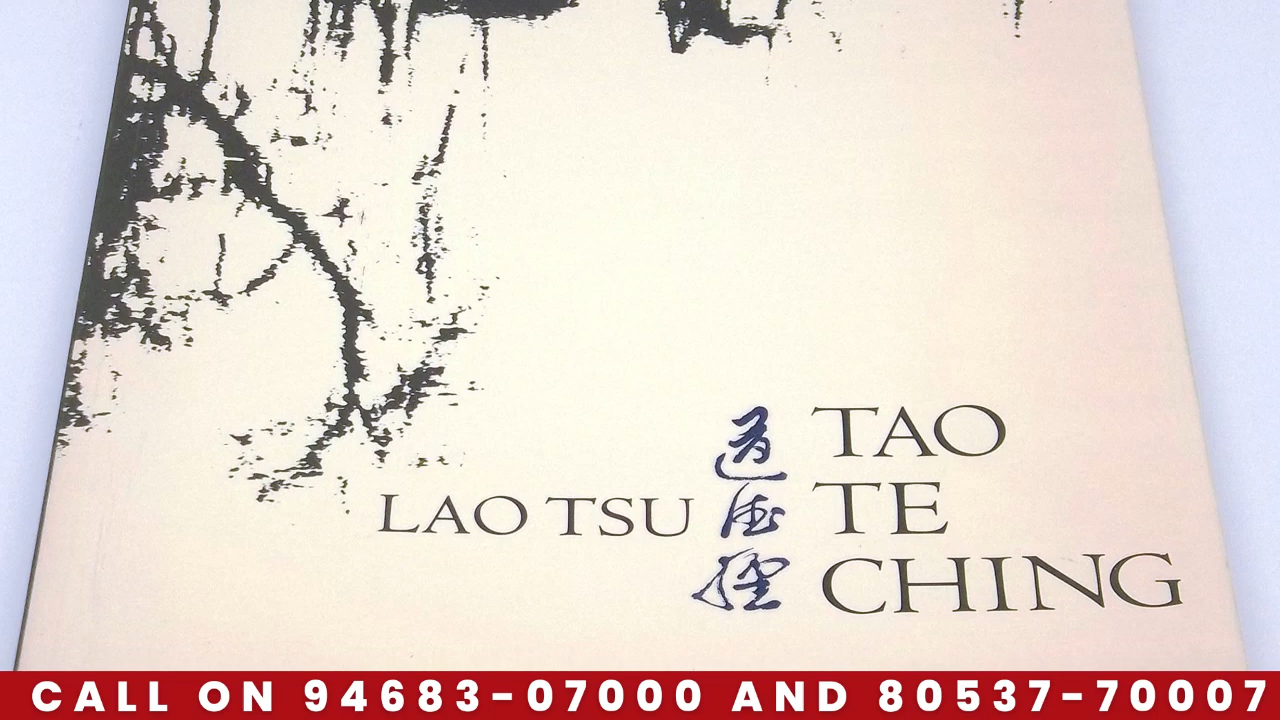 LAO TSU
道
德
經
TAO
TE
CHING
CALL ON 94683-07000 AND 80537-70007